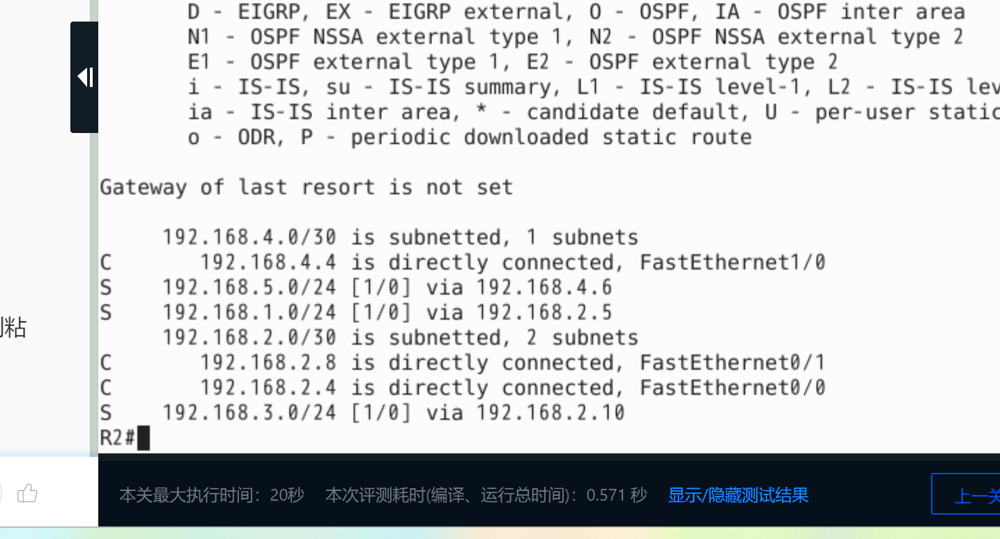 D - EIGRP, EX - EIGRP external, O - OSPF, IA - OSPF inter area
N1 - OSPF NSSA external type 1, N2 - OSPF NSSA external type 2
E1 - OSPF external type 1, E2 - OSPF external type 2
i - IS-IS, su - IS-IS summary, L1 - IS-IS level-1, L2 - IS-IS lev
ia - IS-IS inter area, * - candidate default, U - per-user static
o - ODR, P - periodic downloaded static route
Gateway of last resort is not set
192.168.4.0/30 is subnetted, 1 subnets
C 192.168.4.4 is directly connected, FastEthernet1/0
S 192.168.5.0/24 [1/0] via 192.168.4.6
S 192.168.1.0/24 [1/0] via 192.168.2.5
192.168.2.0/30 is subnetted, 2 subnets
C 192.168.2.8 is directly connected, FastEthernet0/1
C 192.168.2.4 is directly connected, FastEthernet0/0
S 192.168.3.0/24 [1/0] via 192.168.2.10
R2#
粘
本关最大执行时间：20秒 本次评测耗时(编译、运行总时间)：0.571 秒 显示/隐藏测试结果
上一关